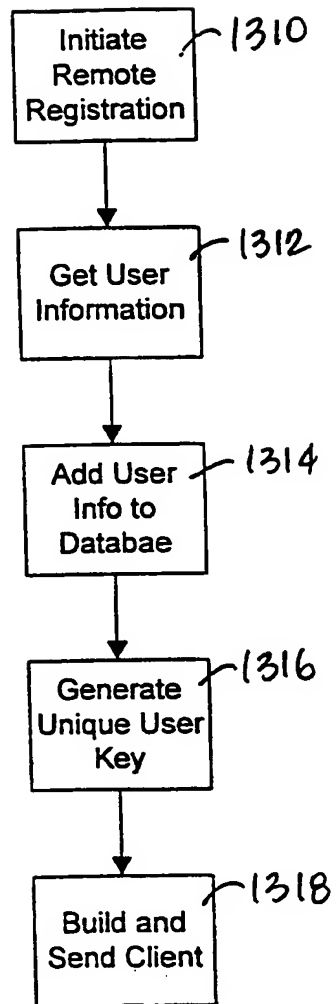 Initiate
Remote
Registration
1310
Get User
Information
1312
Add User
Info to
Databae
1314
Generate
Unique User
Key
1316
Build and
Send Client
1318